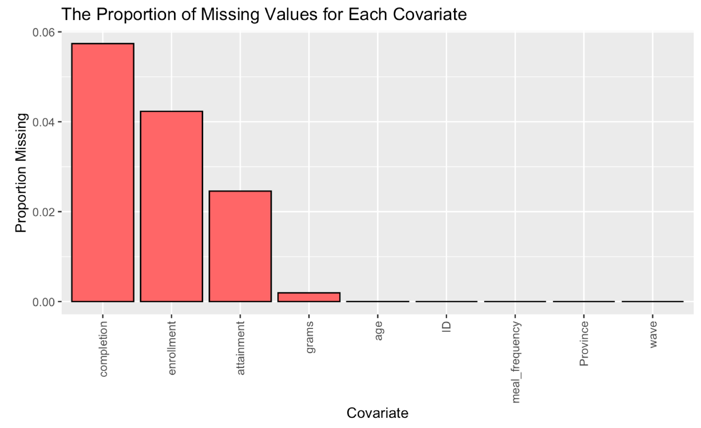 The Proportion of Missing Values for Each Covariate
Proportion Missing
0.06
0.04
0.02
0.00
completion
enrollment
attainment
grams
age
ID
meal_frequency
Province
wave
Covariate